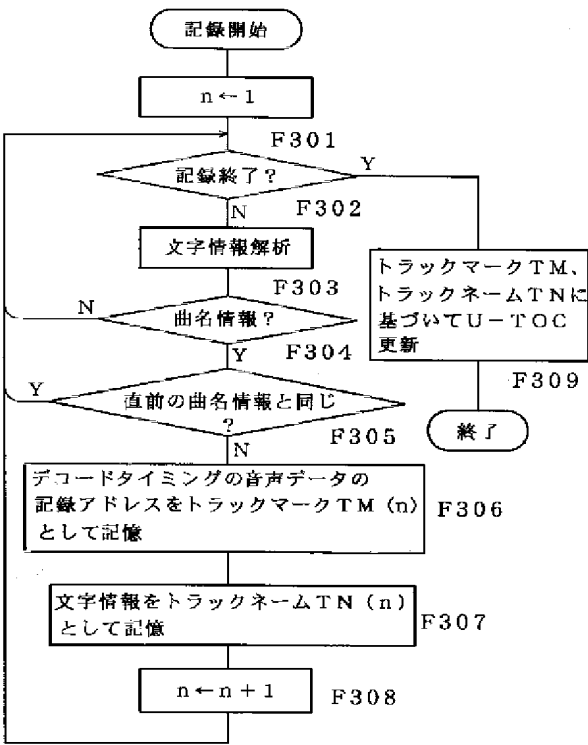 記録開始
n←1
F301
記録終了?
Y
N
F302
文字情報解析
F303
曲名情報?
N
Y
F304
直前の曲名情報と同じ
?
Y
N
F305
デコードタイミングの音声データの
記録アドレスをトラックマークTM(n)
として記憶
F306
文字情報をトラックネームTN(n)
として記憶
F307
n←n+1
F308
トラックマークTM、
トラックネームTNに
基づいてU-TOC
更新
F309
終了